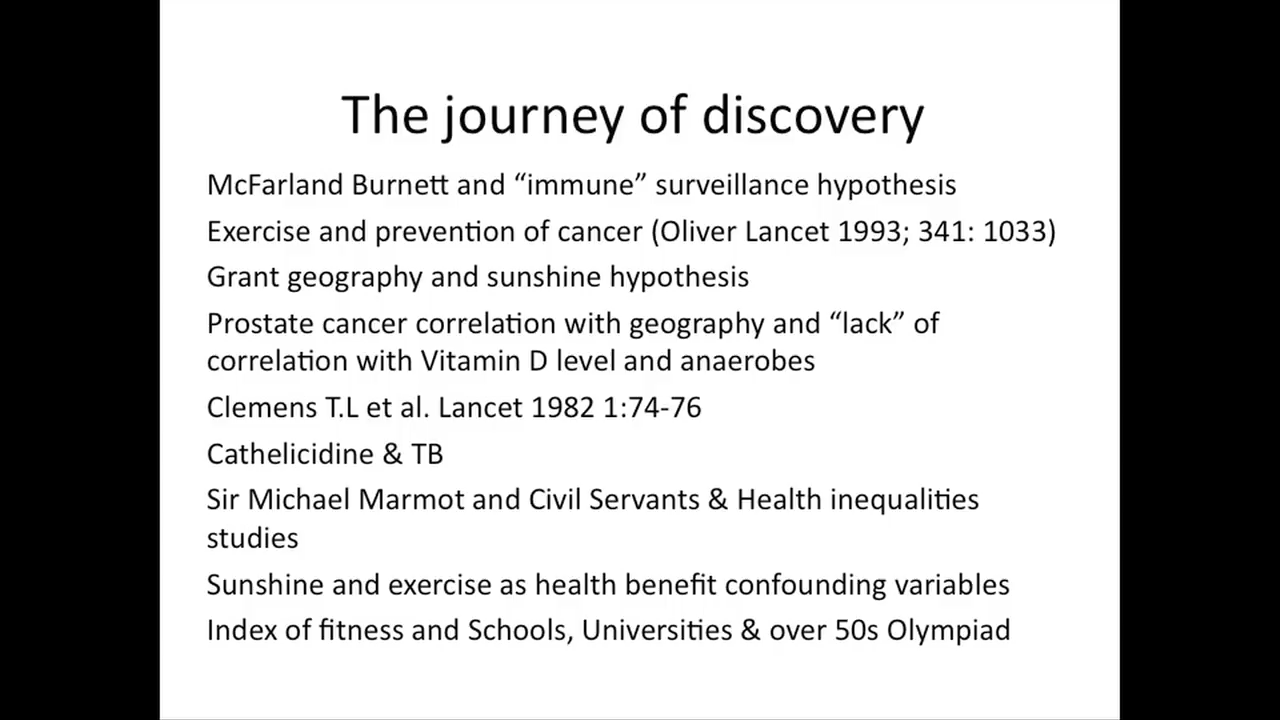 The journey of discovery
McFarland Burnett and “immune” surveillance hypothesis
Exercise and prevention of cancer (Oliver Lancet 1993; 341: 1033)
Grant geography and sunshine hypothesis
Prostate cancer correlation with geography and “lack” of
correlation with Vitamin D level and anaerobes
Clemens T.L et al. Lancet 1982 1:74-76
Cathelicidine & TB
Sir Michael Marmot and Civil Servants & Health inequalities
studies
Sunshine and exercise as health benefit confounding variables
Index of fitness and Schools, Universities & over 50s Olympiad